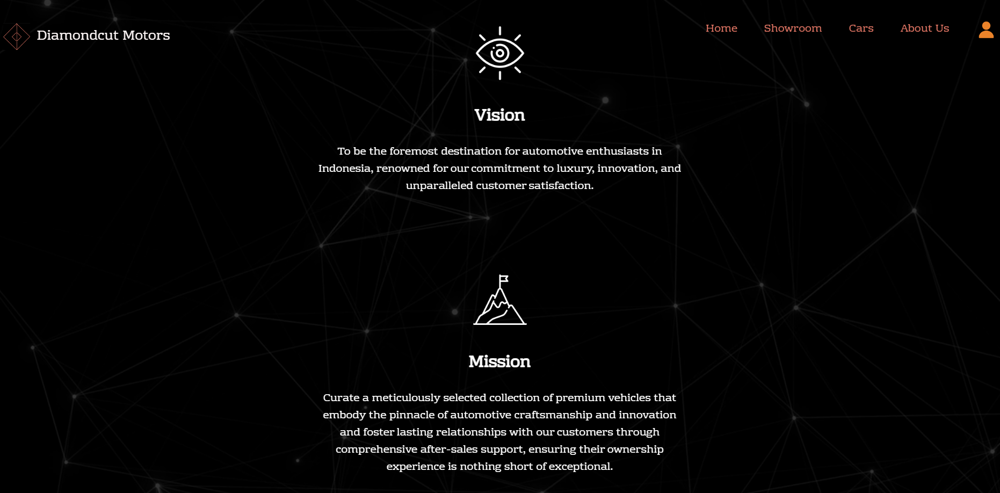 Diamondcut Motors
Home
Showroom
Cars
About Us
Vision
To be the foremost destination for automotive enthusiasts in
Indonesia, renowned for our commitment to luxury, innovation, and
unparalleled customer satisfaction.
Mission
Curate a meticulously selected collection of premium vehicles that
embody the pinnacle of automotive craftsmanship and innovation
and foster lasting relationships with our customers through
comprehensive after-sales support, ensuring their ownership
experience is nothing short of exceptional.